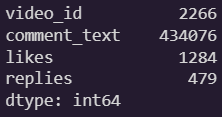 video_id 2266
comment_text 434076
likes 1284
replies 479
dtype: int64